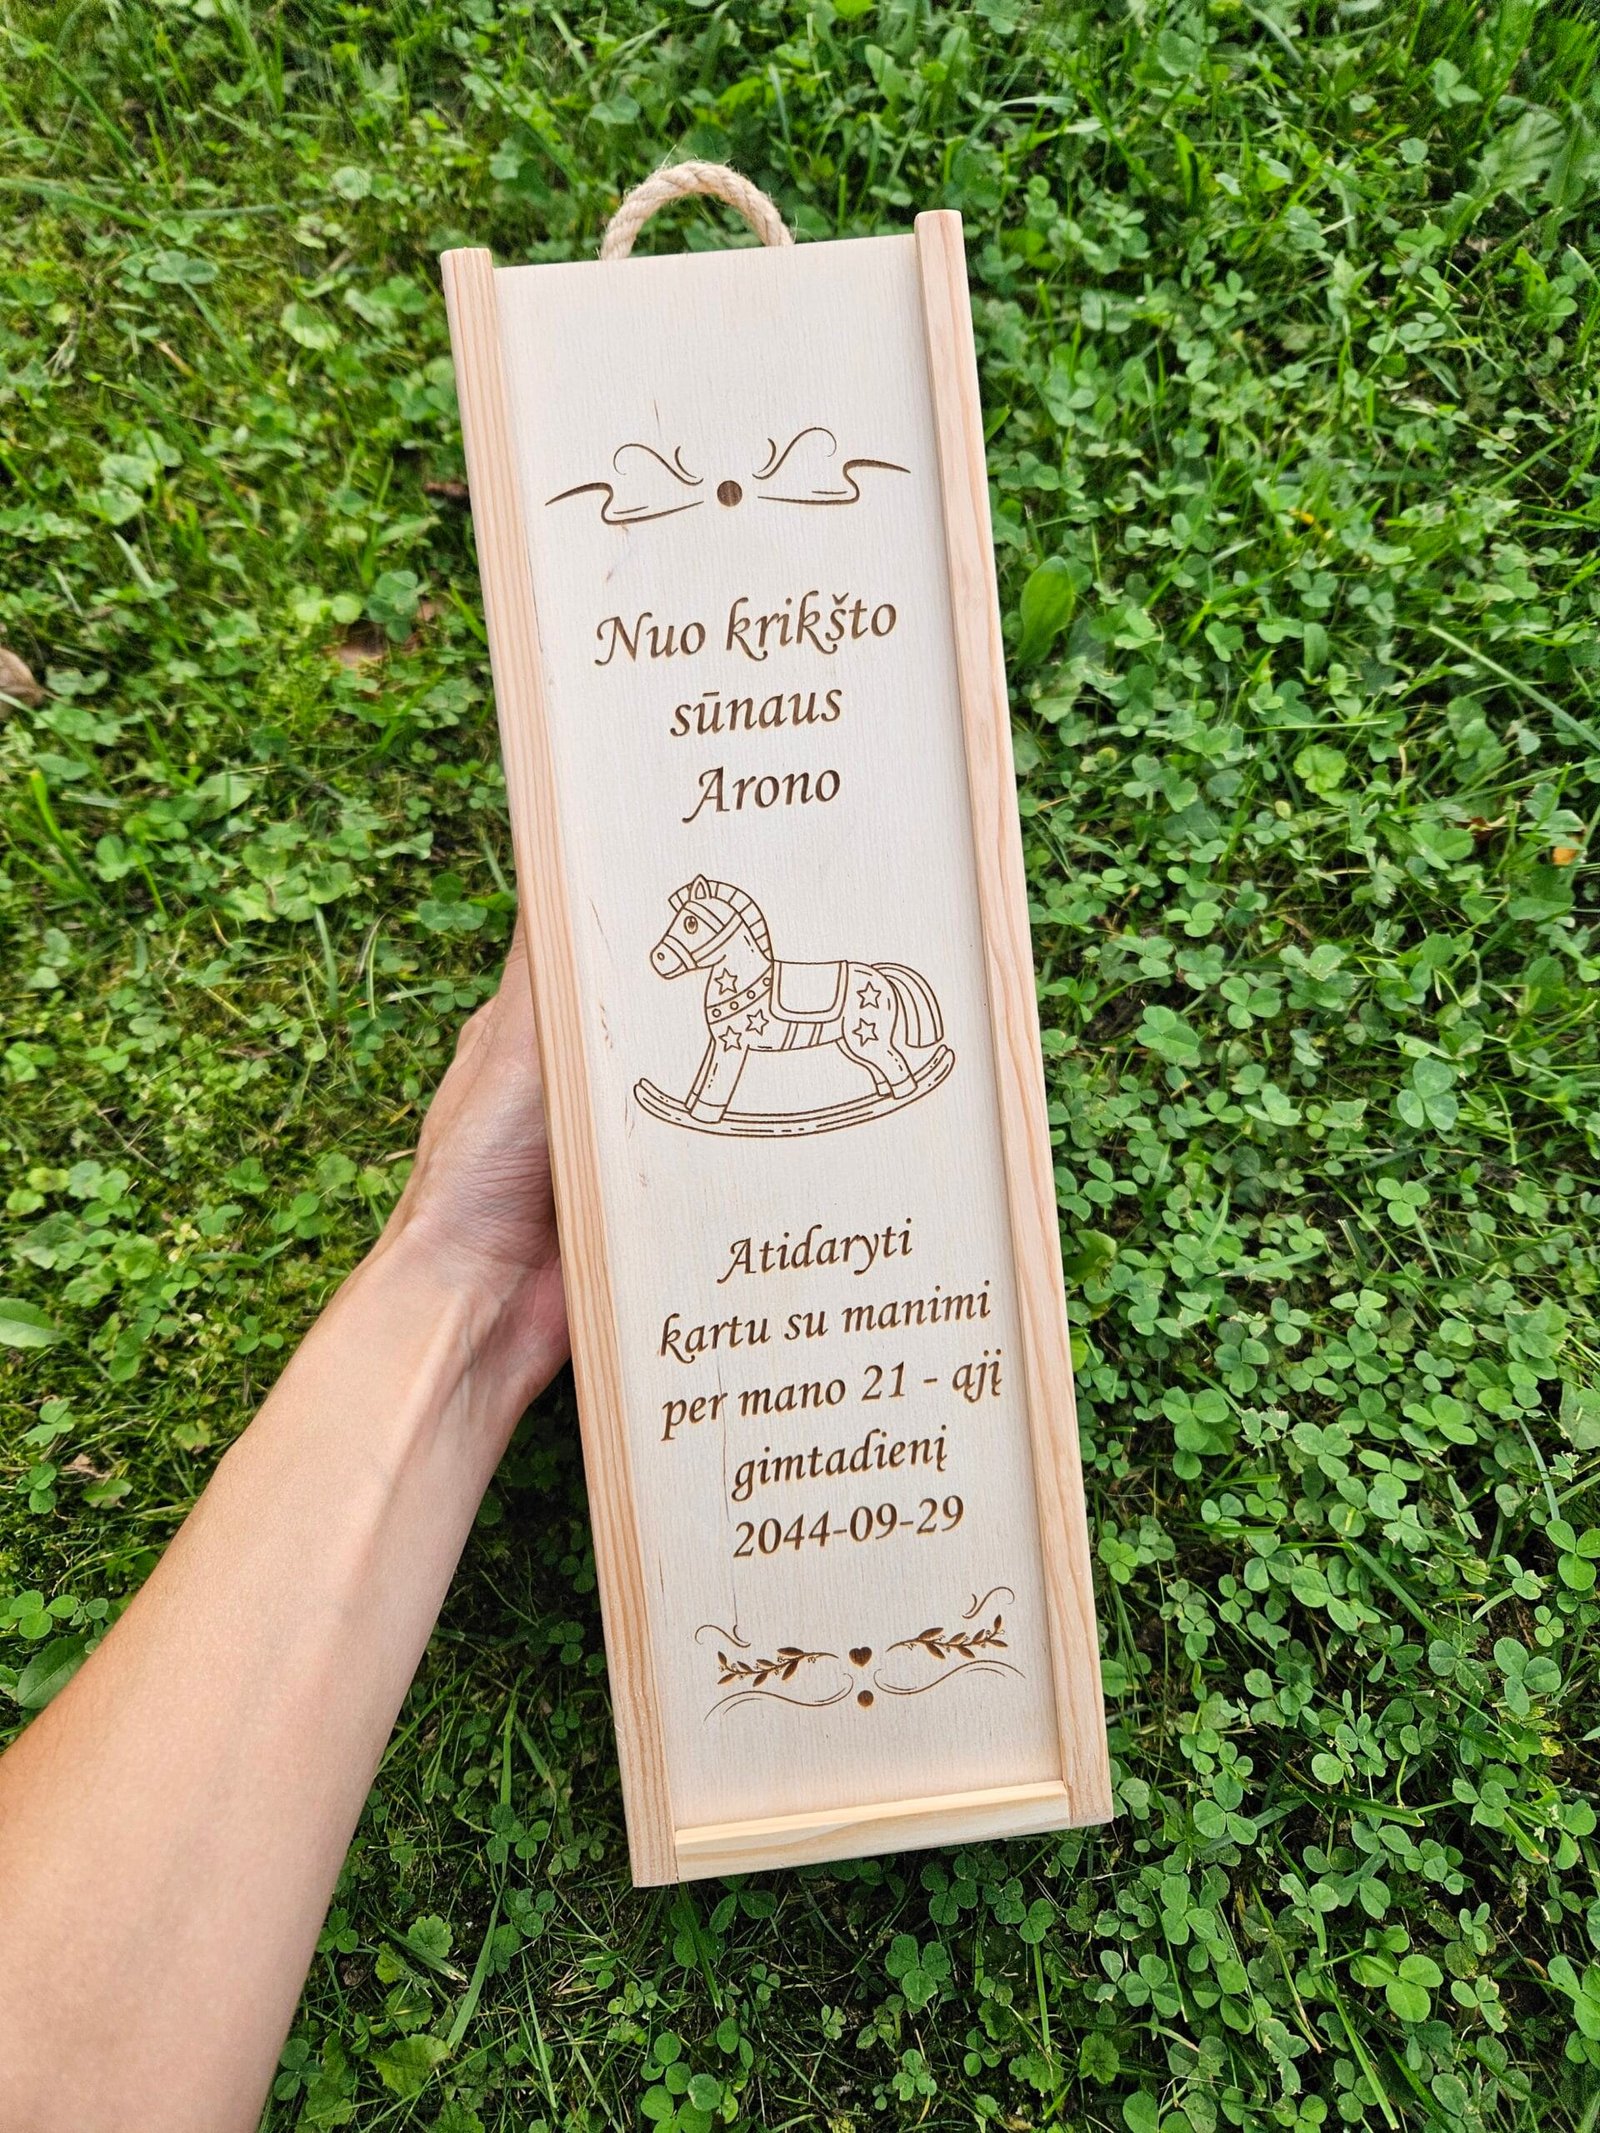 Nuo krikšto
sūnaus
Arono
Atidaryti
kartu su manimi
per mano 21 - ąjį
gimtadienį
2044-09-29